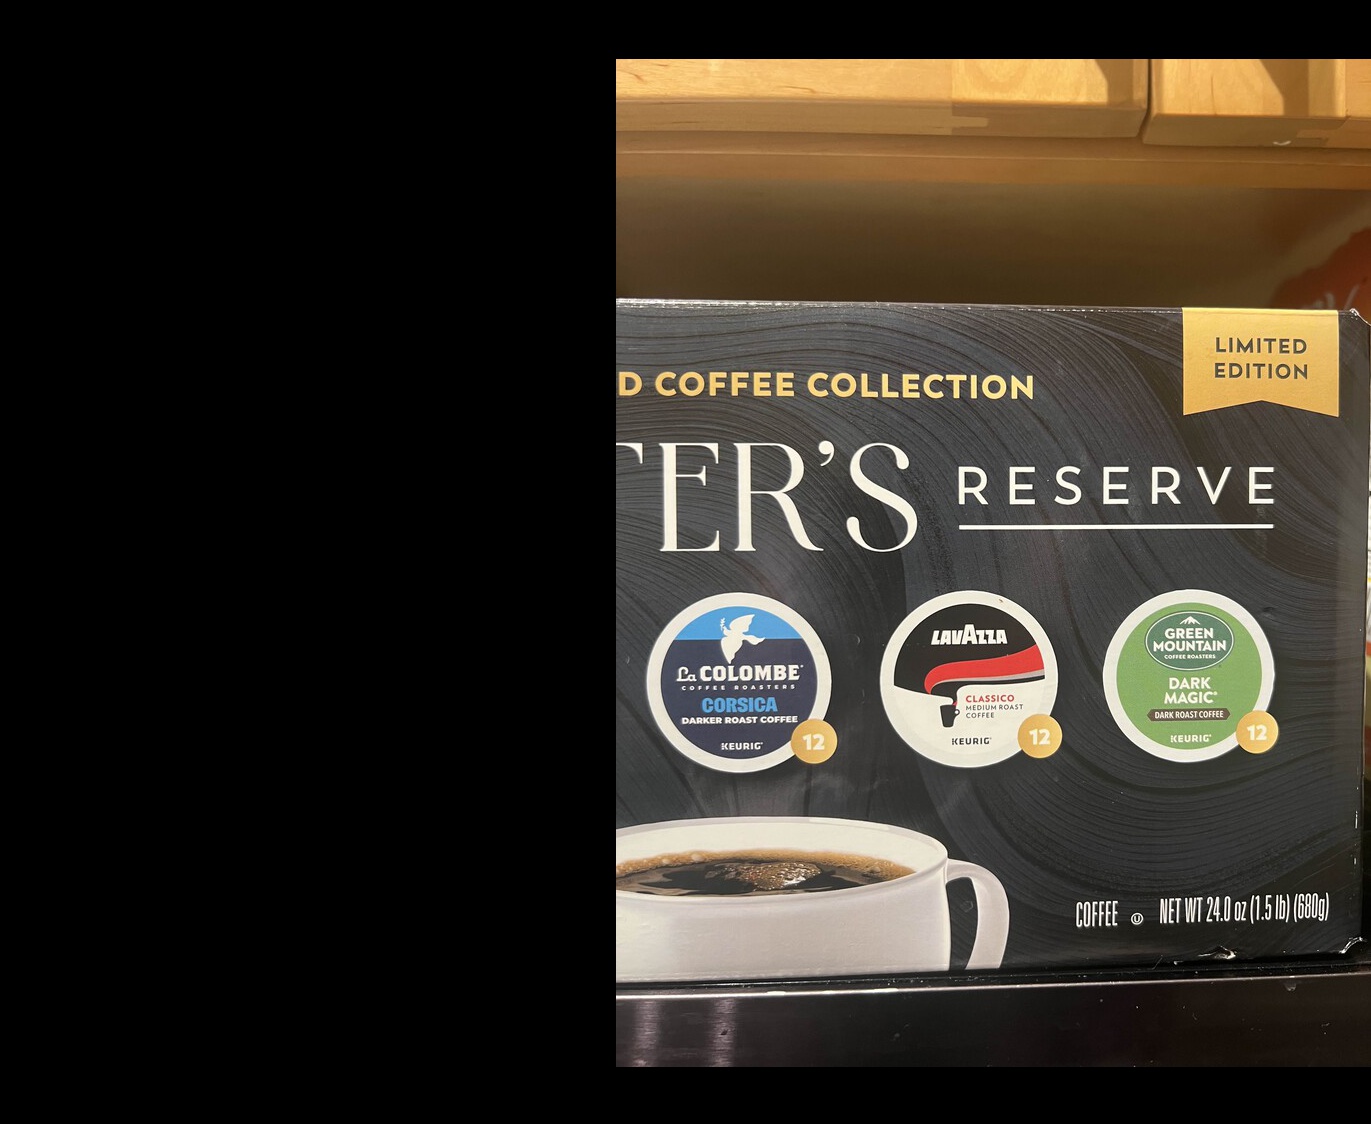 LIMITED
EDITION
D COFFEE COLLECTION
TER'S RESERVE
La COLOMBE
COFFEE ROASTERS
CORSICA
DARKER ROAST COFFEE
KEURIG
12
LAVAZZA
CLASSICO
MEDIUM ROAST
COFFEE
KEURIG
12
GREEN
MOUNTAIN
COFFEE ROASTERS
DARK
MAGIC
DARK ROAST COFFEE
KEURIG
12
COFFEE U NET WT 24.0 oz (1.5 lb) (680g)